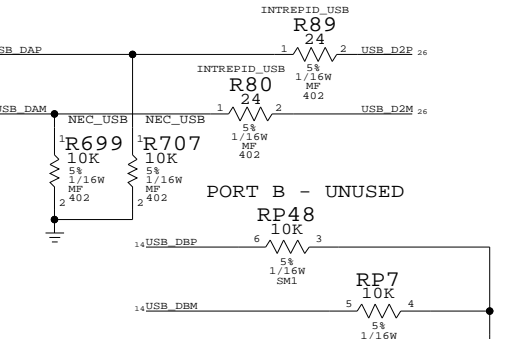 INTREPID_USB
R89
24
SB_DAP
1
2
USB_D2P 26
5%
1/16W
MF
402
INTREPID_USB
R80
24
USB_DAM
1
2
USB_D2M 26
5%
1/16W
MF
402
NEC_USB
NEC_USB
1
R699
10K
5%
1/16W
MF
402
2
1
R707
10K
5%
1/16W
MF
402
2
PORT B - UNUSED
RP48
10K
14 USB_DBP
6
3
5%
1/16W
SM1
RP7
10K
14 USB_DBM
5
4
5%
1/16W